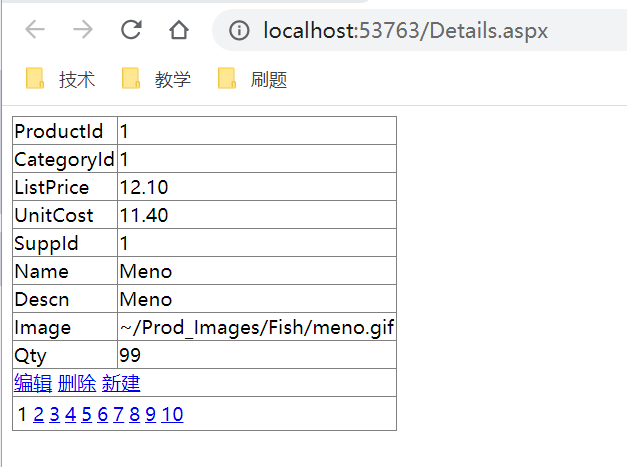 localhost:53763/Details.aspx
技术 教学 刷题
ProductId 1
CategoryId 1
ListPrice 12.10
UnitCost 11.40
SuppId 1
Name Meno
Descn Meno
Image ~/Prod_Images/Fish/meno.gif
Qty 99
编辑 删除 新建
1 2 3 4 5 6 7 8 9 10